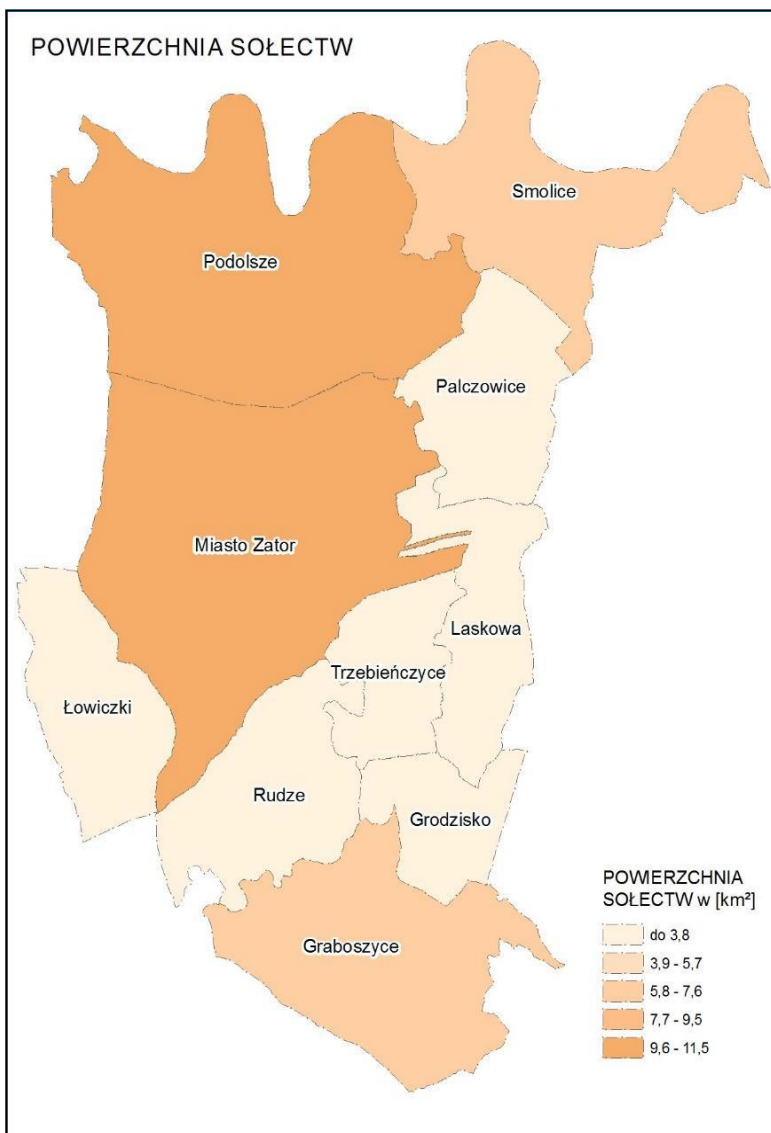 POWIERZCHNIA SOŁECTW
Smolice
Podolsze
Palczowice
Miasto Zator
Laskowa
Trzebieńczyce
Łowiczki
Rudze
Grodzisko
Graboszyce
POWIERZCHNIA
SOŁECTW w [km²]
do 3,8
3,9 - 5,7
5,8 - 7,6
7,7 - 9,5
9,6 - 11,5